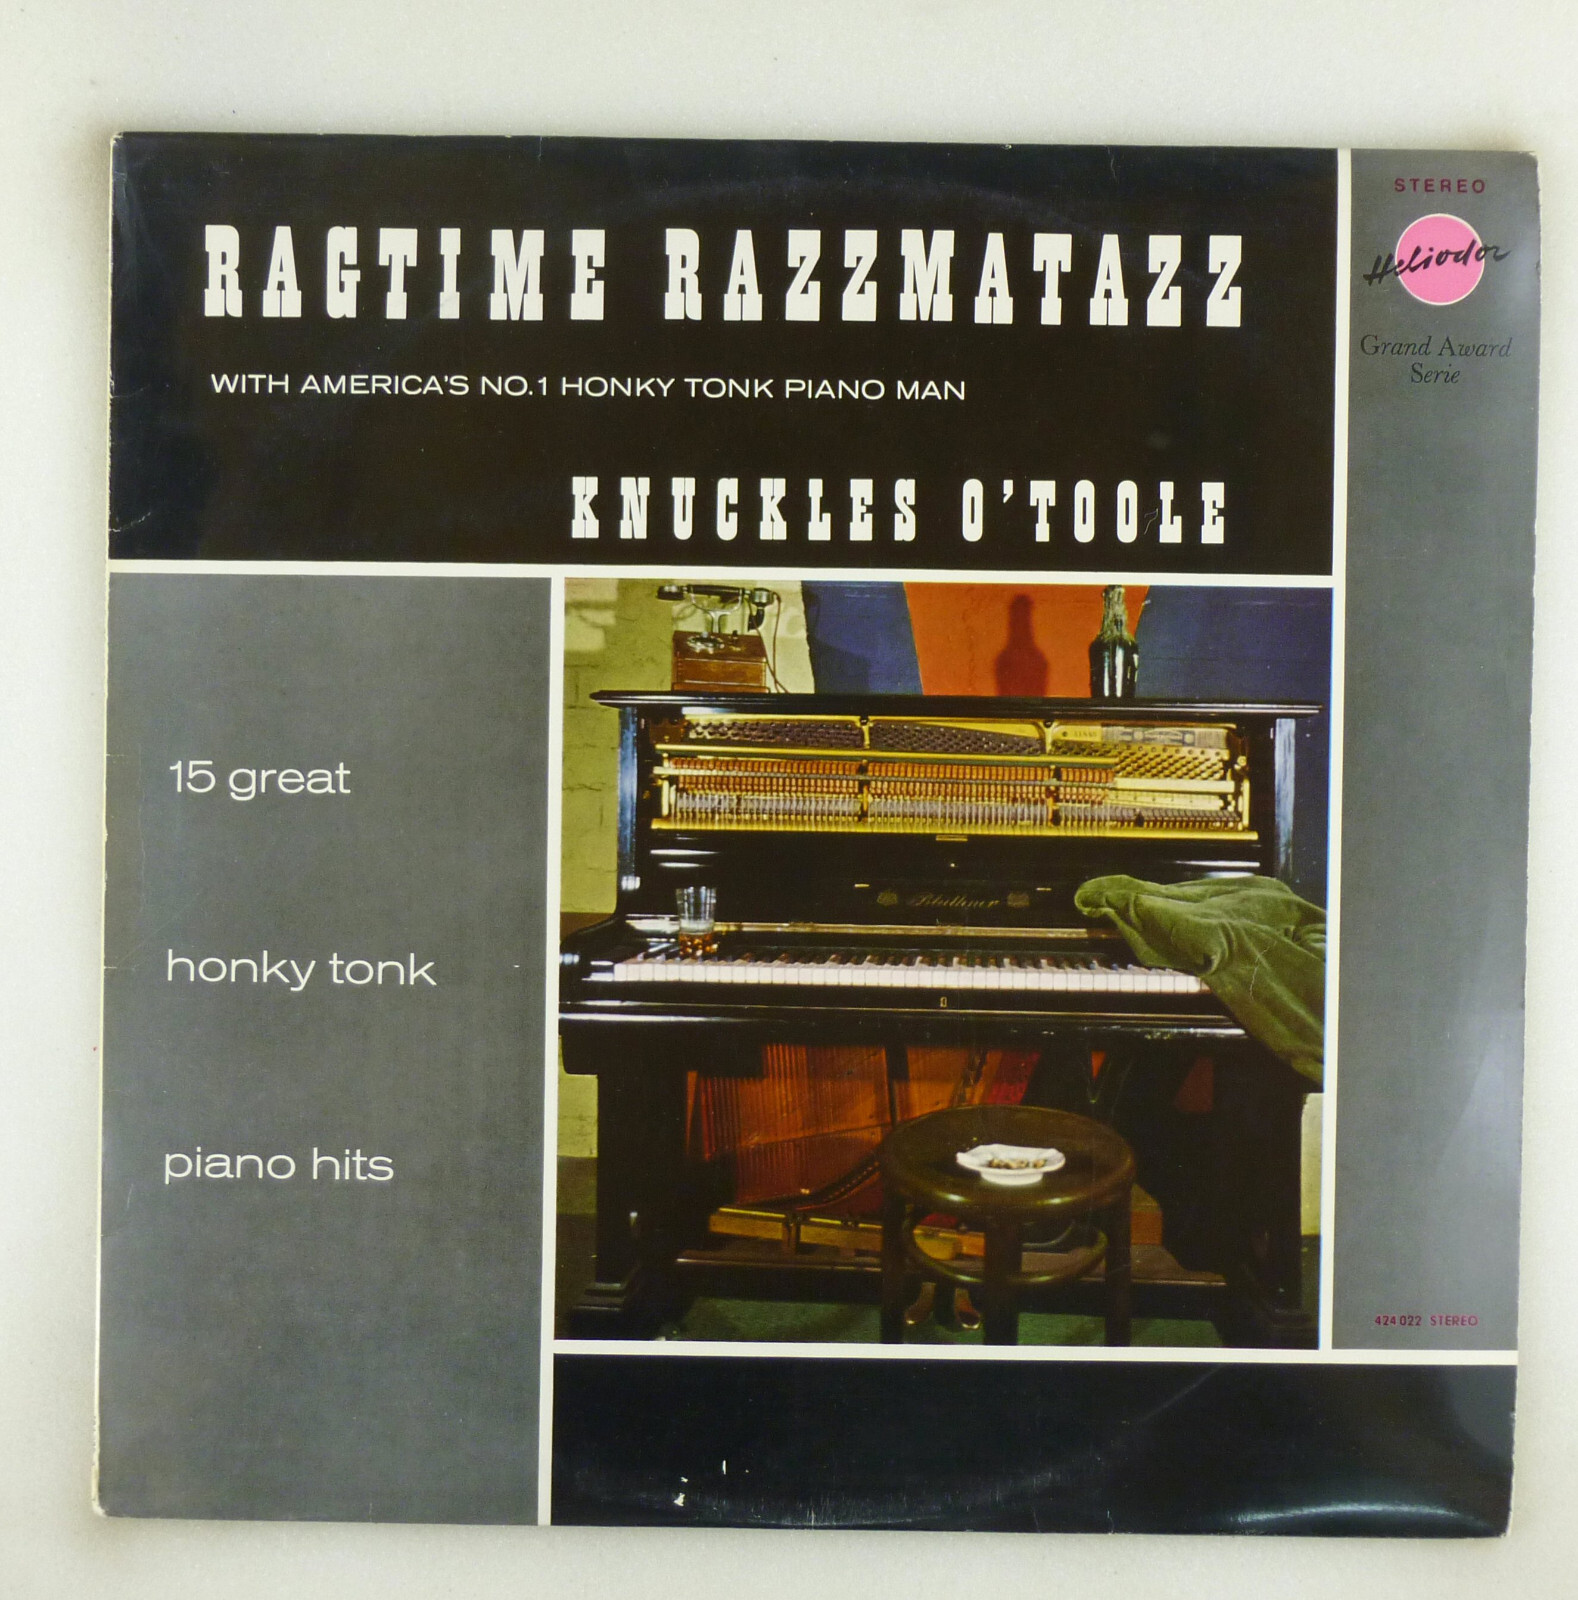 RAGTIME RAZZMATAZZ
WITH AMERICA'S NO.1 HONKY TONK PIANO MAN
KNUCKLES O'TOOLE
STEREO
Heliodor
Grand Award
Serie
15 great
honky tonk
piano hits
Blüthner
424 022 STEREO